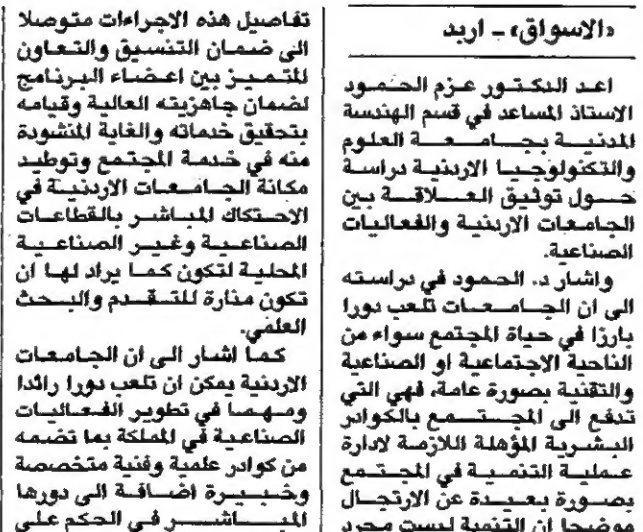 «الاسواق» - اربد
اعد الدكتور عزم الحمود
الاستاذ المساعد في قسم الهندسة
المدنية بجامعة العلوم
والتكنولوجيا الاردنية دراسة
حول توثيق العلاقة بين
الجامعات الاردنية والفعاليات
الصناعية.
واشار د. الحمود في دراسته
الى ان الجامعات تلعب دورا
بارزا في حياة المجتمع سواء من
الناحية الاجتماعية او الصناعية
والتقنية بصورة عامة، فهي التي
تدفع الى المجتمع بالكوادر
البشرية المؤهلة اللازمة لادارة
عملية التنمية في المجتمع
بصورة بعيدة عن الارتجال
موضحا ان التنمية ليست مجرد
تفاصيل هذه الاجراءات متوصلا
الى ضمان التنسيق والتعاون
المتميز بين اعضاء البرنامج
لضمان جاهزيته العالية وقيامه
بتحقيق خدماته والغاية المنشودة
منه في خدمة المجتمع وتوطيد
مكانة الجامعات الاردنية في
الاحتكاك المباشر بالقطاعات
الصناعية وغير الصناعية
المحلية لتكون كما يراد لها ان
تكون منارة للتقدم والبحث
العلمي.
كما اشار الى ان الجامعات
الاردنية يمكن ان تلعب دورا رائدا
ومهما في تطوير الفعاليات
الصناعية في المملكة بما تضمه
من كوادر علمية وفنية متخصصة
وخبيرة اضافة الى دورها
المباشر في الحكم على